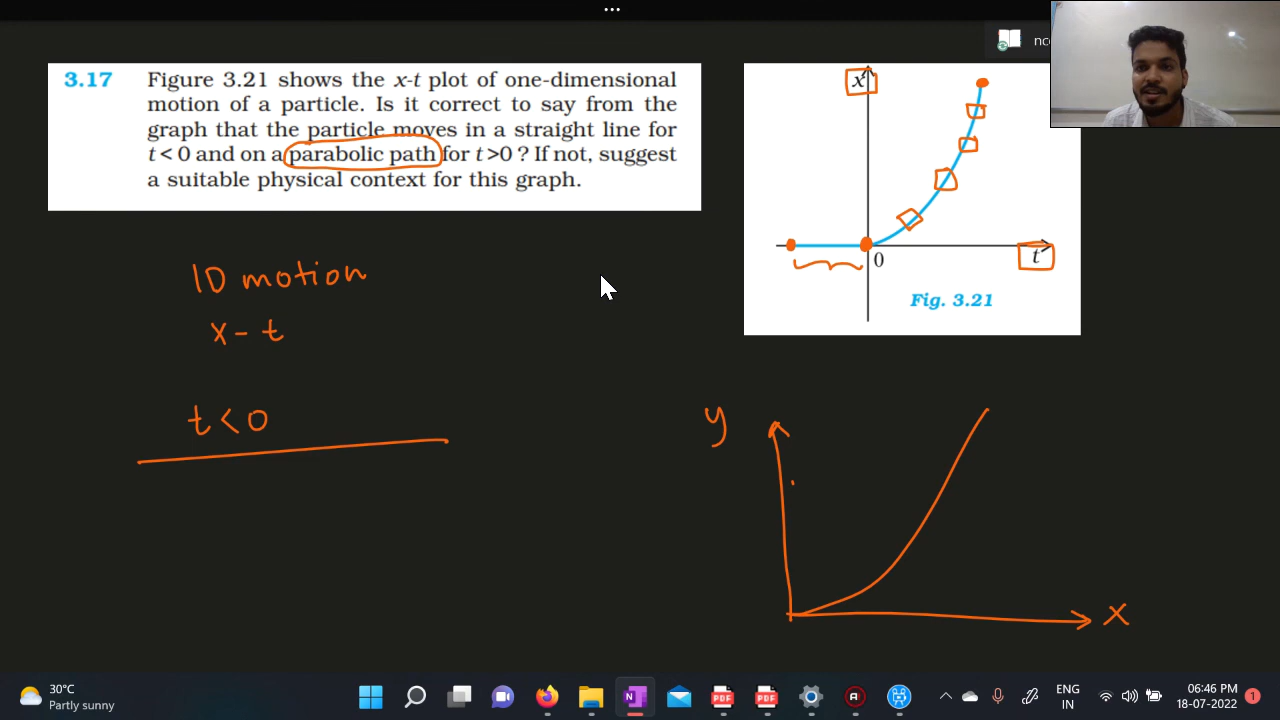 ...
nc
3.17 Figure 3.21 shows the x-t plot of one-dimensional
motion of a particle. Is it correct to say from the
graph that the particle moves in a straight line for
t < 0 and on a parabolic path for t >0 ? If not, suggest
a suitable physical context for this graph.
x
0
t
Fig. 3.21
1D motion
x - t
t < 0
y
x
30°C
Partly sunny
PDF
PDF
ENG
IN
06:46 PM
18-07-2022
1